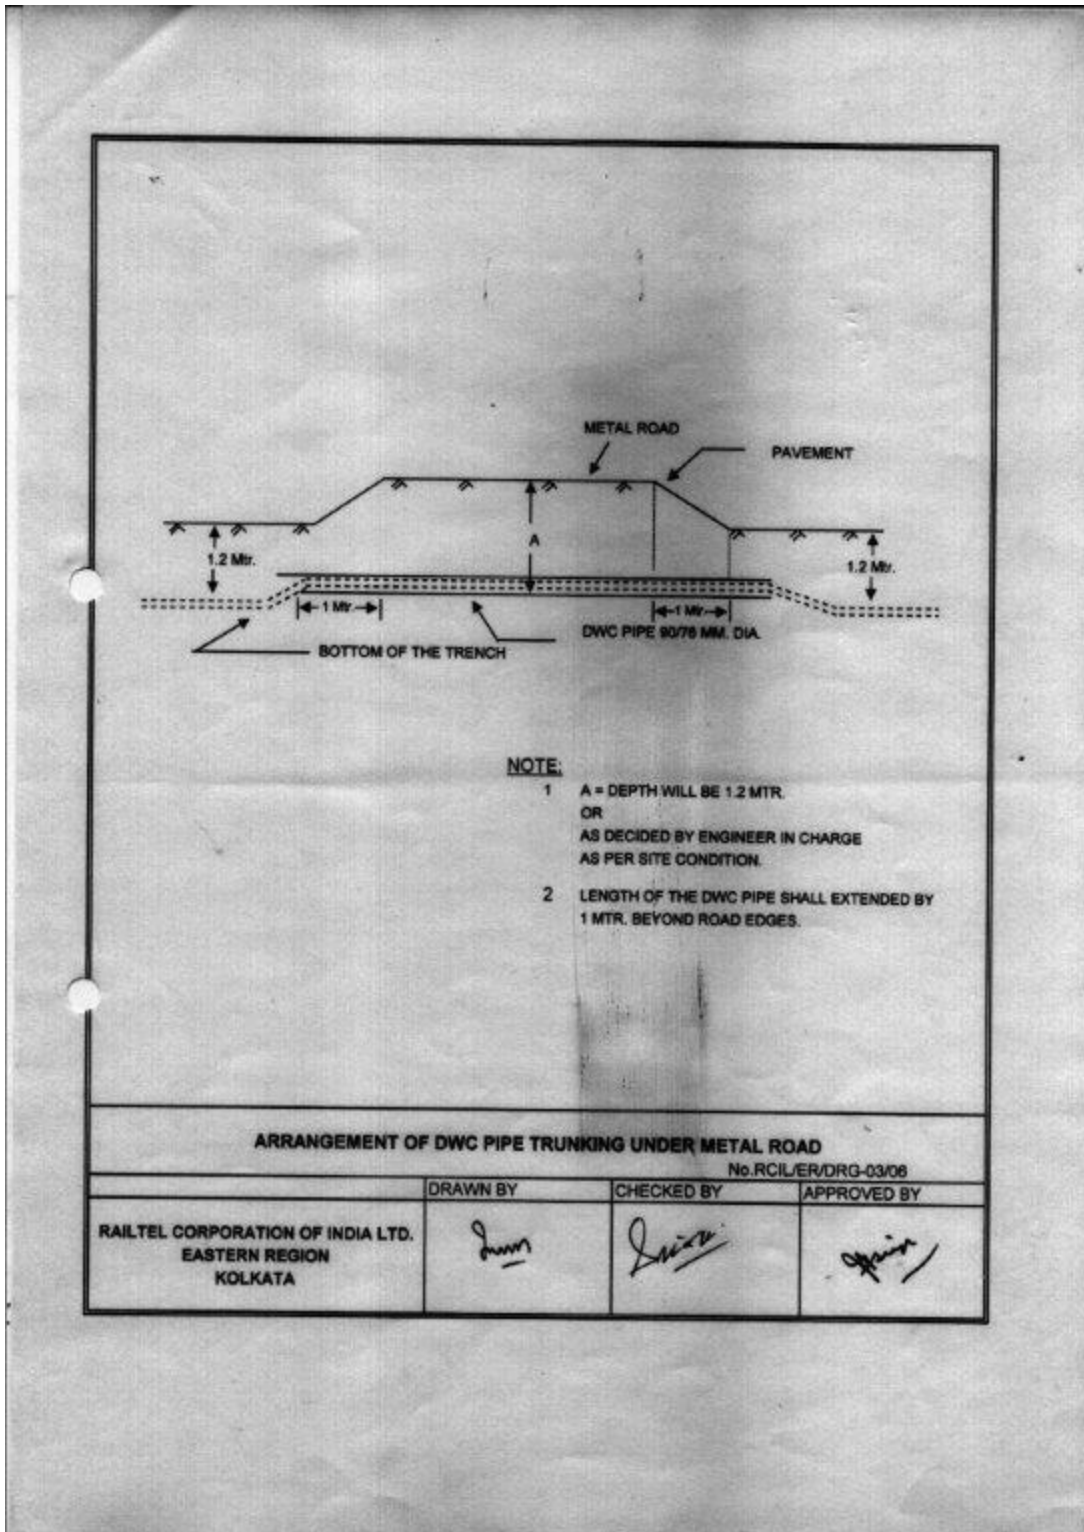 METAL ROAD
PAVEMENT
A
1.2 Mtr.
1.2 Mtr.
1 Mtr.
1 Mtr.
DWC PIPE 90/76 MM. DIA.
BOTTOM OF THE TRENCH
NOTE:
1 A = DEPTH WILL BE 1.2 MTR.
OR
AS DECIDED BY ENGINEER IN CHARGE
AS PER SITE CONDITION.
2 LENGTH OF THE DWC PIPE SHALL EXTENDED BY
1 MTR. BEYOND ROAD EDGES.
ARRANGEMENT OF DWC PIPE TRUNKING UNDER METAL ROAD
No.RCIL/ER/DRG-03/06
DRAWN BY CHECKED BY APPROVED BY
RAILTEL CORPORATION OF INDIA LTD.
EASTERN REGION
KOLKATA